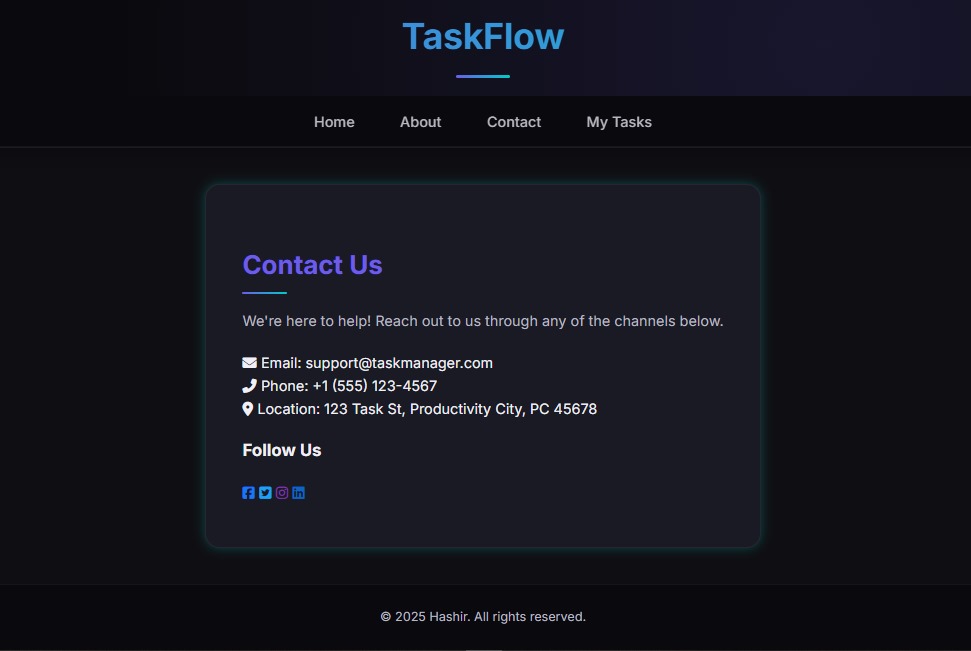 TaskFlow
Home About Contact My Tasks
Contact Us
We're here to help! Reach out to us through any of the channels below.
Email: support@taskmanager.com
Phone: +1 (555) 123-4567
Location: 123 Task St, Productivity City, PC 45678
Follow Us
© 2025 Hashir. All rights reserved.